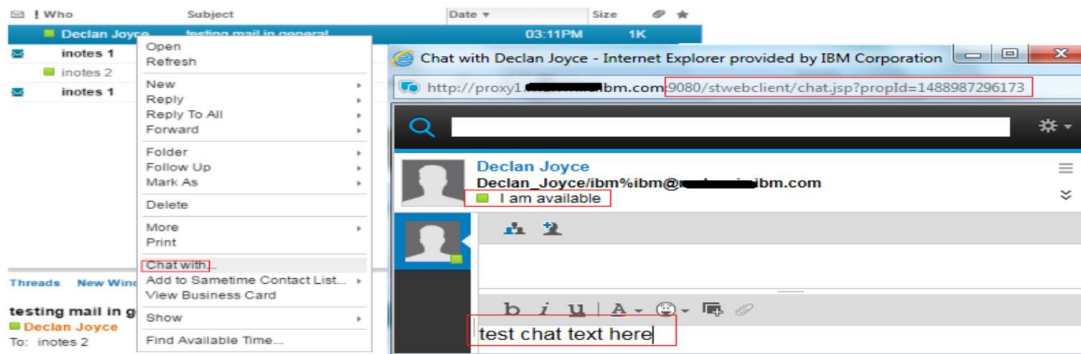 ! Who Subject Date Size
Declan Joyce testing mail in general 03:11PM 1K
inotes 1
inotes 2
inotes 1
Open
Refresh
New
Reply
Reply To All
Forward
Folder
Follow Up
Mark As
Delete
More
Print
Chat with...
Add to Sametime Contact List...
View Business Card
Show
Find Available Time...
Threads New Wind
testing mail in g
Declan Joyce
To: inotes 2
Chat with Declan Joyce - Internet Explorer provided by IBM Corporation
http://proxy1. ibm.com:9080/stwebclient/chat.jsp?propId=1488987296173
Declan Joyce
Declan_Joyce/ibm%ibm@ ibm.com
I am available
b i u A
test chat text here